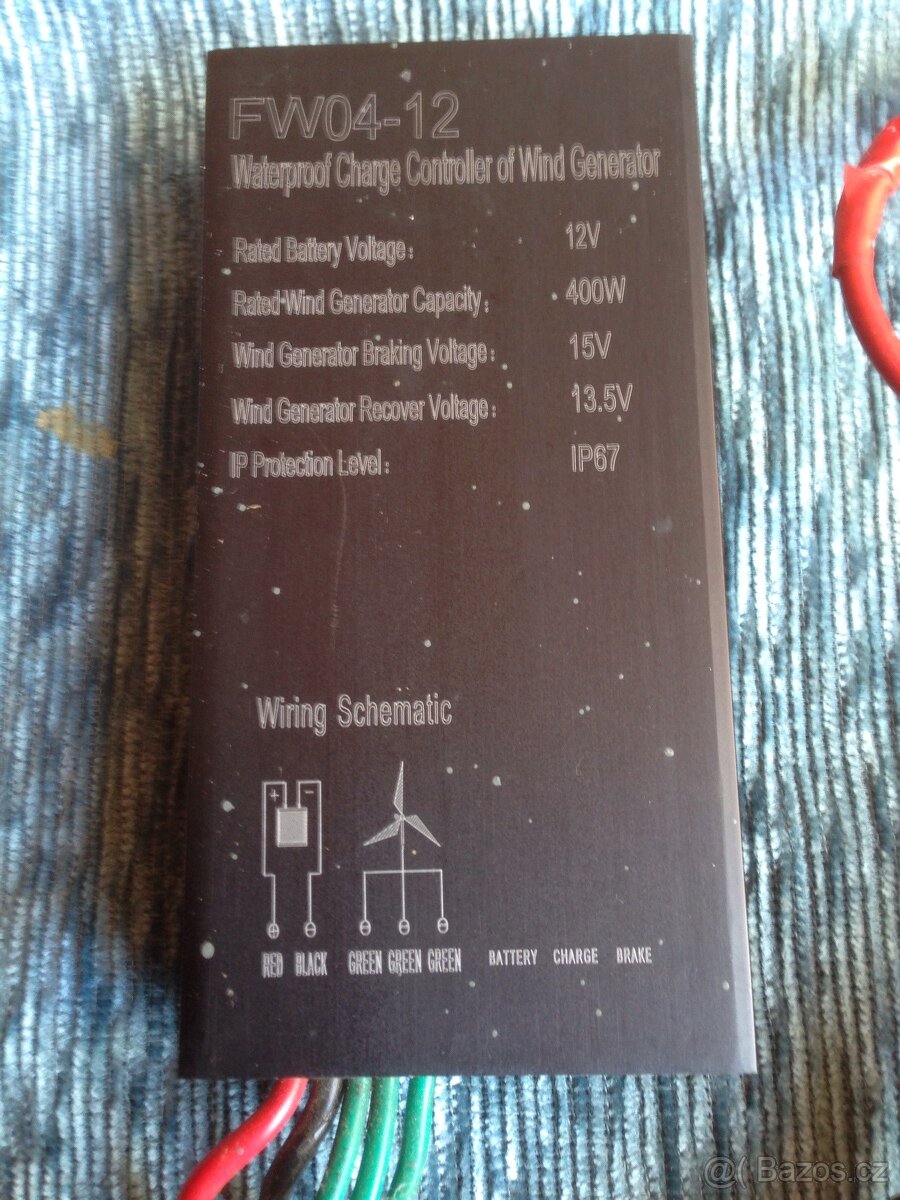 FW04-12
Waterproof Charge Controller of Wind Generator
Rated Battery Voltage: 12V
Rated Wind Generator Capacity: 400W
Wind Generator Braking Voltage: 15V
Wind Generator Recover Voltage: 13.5V
IP Protection Level: IP67
Wiring Schematic
+ −
RED BLACK GREEN GREEN GREEN BATTERY CHARGE BRAKE
@( Bazos.cz